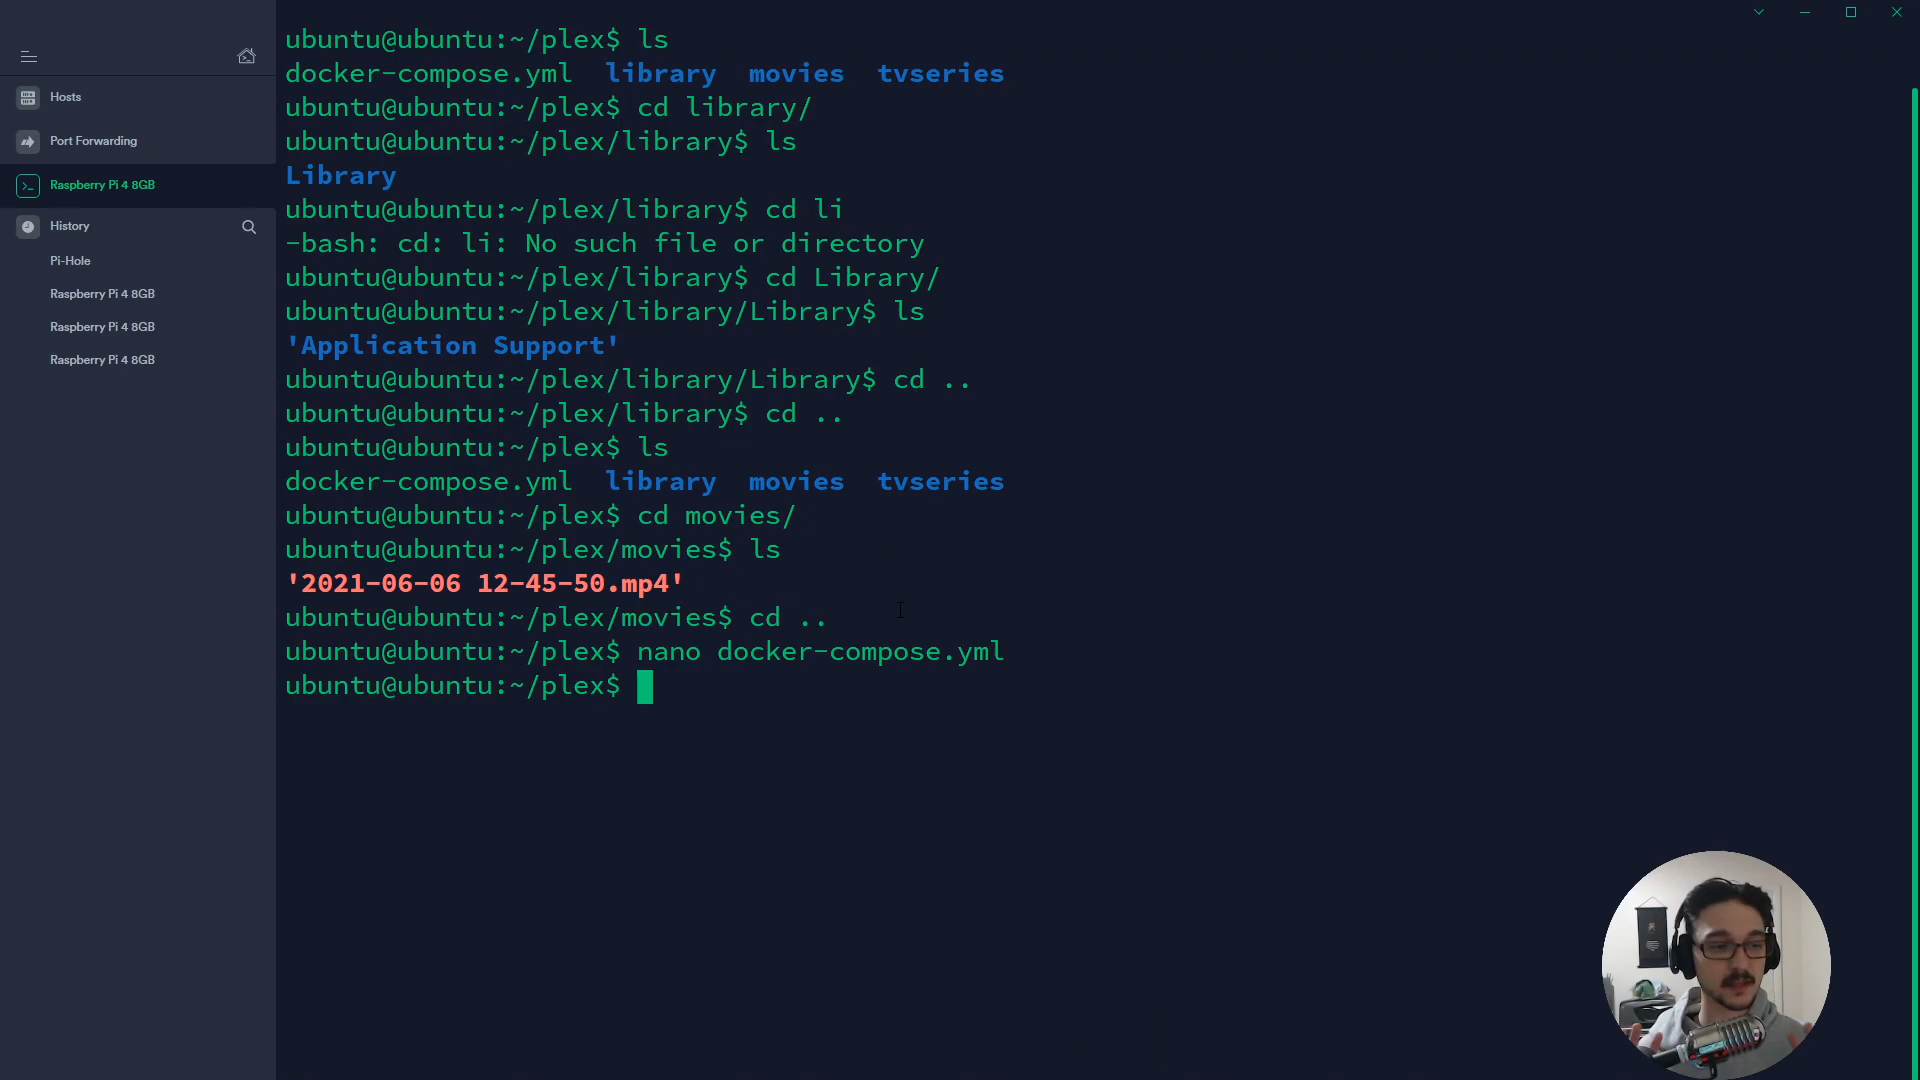 Hosts
Port Forwarding
Raspberry Pi 4 8GB
History
Pi-Hole
Raspberry Pi 4 8GB
Raspberry Pi 4 8GB
Raspberry Pi 4 8GB
ubuntu@ubuntu:~/plex$ ls
docker-compose.yml  library  movies  tvseries
ubuntu@ubuntu:~/plex$ cd library/
ubuntu@ubuntu:~/plex/library$ ls
Library
ubuntu@ubuntu:~/plex/library$ cd li
-bash: cd: li: No such file or directory
ubuntu@ubuntu:~/plex/library$ cd Library/
ubuntu@ubuntu:~/plex/library/Library$ ls
'Application Support'
ubuntu@ubuntu:~/plex/library/Library$ cd ..
ubuntu@ubuntu:~/plex/library$ cd ..
ubuntu@ubuntu:~/plex$ ls
docker-compose.yml  library  movies  tvseries
ubuntu@ubuntu:~/plex$ cd movies/
ubuntu@ubuntu:~/plex/movies$ ls
'2021-06-06 12-45-50.mp4'
ubuntu@ubuntu:~/plex/movies$ cd ..
ubuntu@ubuntu:~/plex$ nano docker-compose.yml
ubuntu@ubuntu:~/plex$